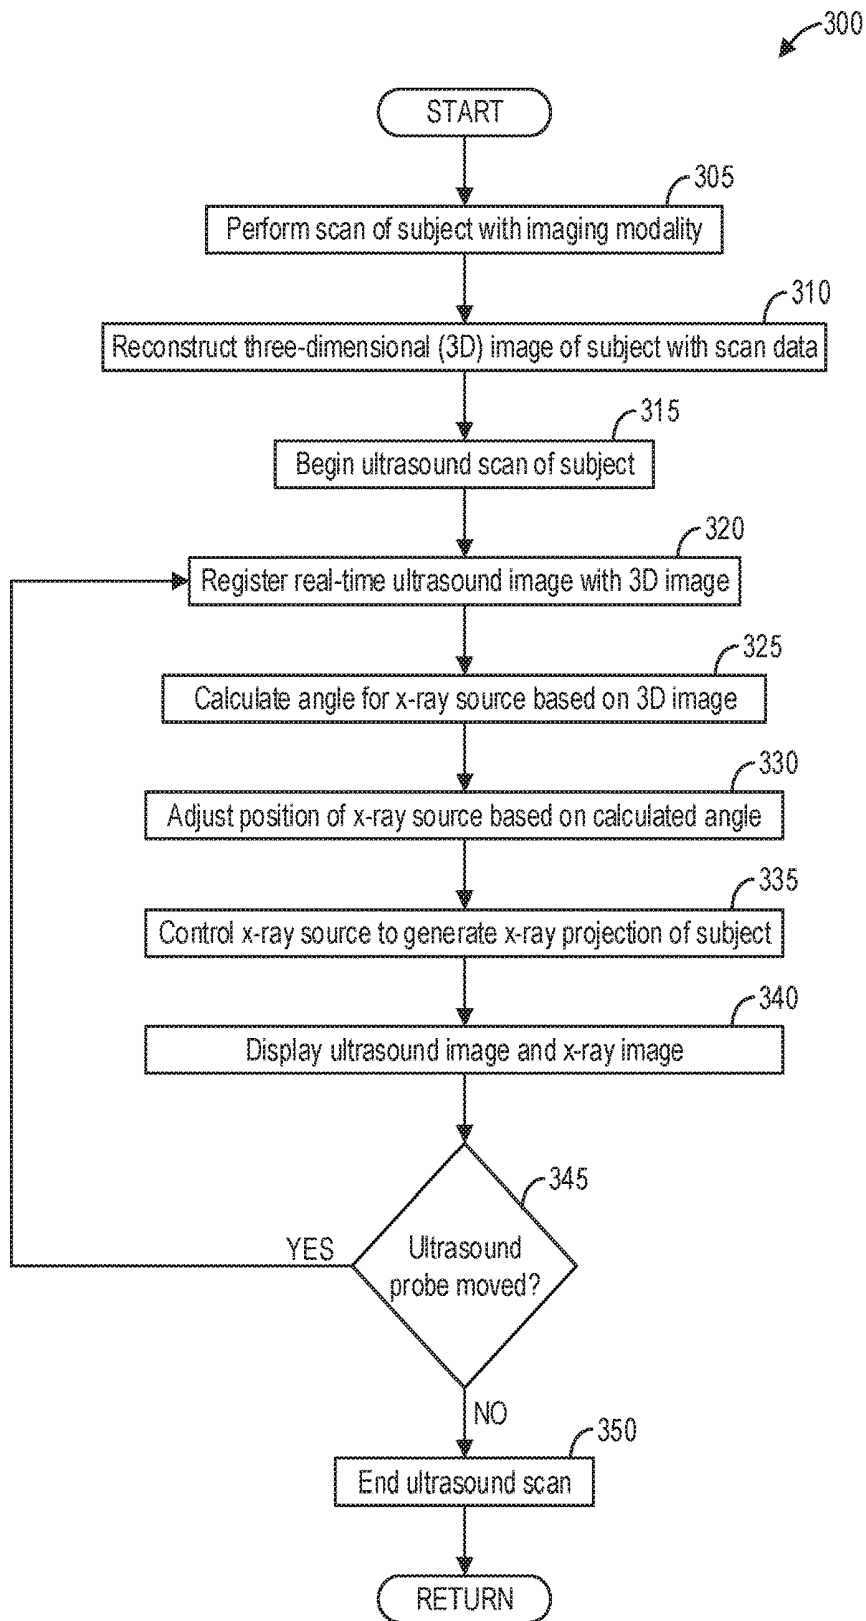 300
START
305
Perform scan of subject with imaging modality
310
Reconstruct three-dimensional (3D) image of subject with scan data
315
Begin ultrasound scan of subject
320
Register real-time ultrasound image with 3D image
325
Calculate angle for x-ray source based on 3D image
330
Adjust position of x-ray source based on calculated angle
335
Control x-ray source to generate x-ray projection of subject
340
Display ultrasound image and x-ray image
345
YES
Ultrasound
probe moved?
NO
350
End ultrasound scan
RETURN